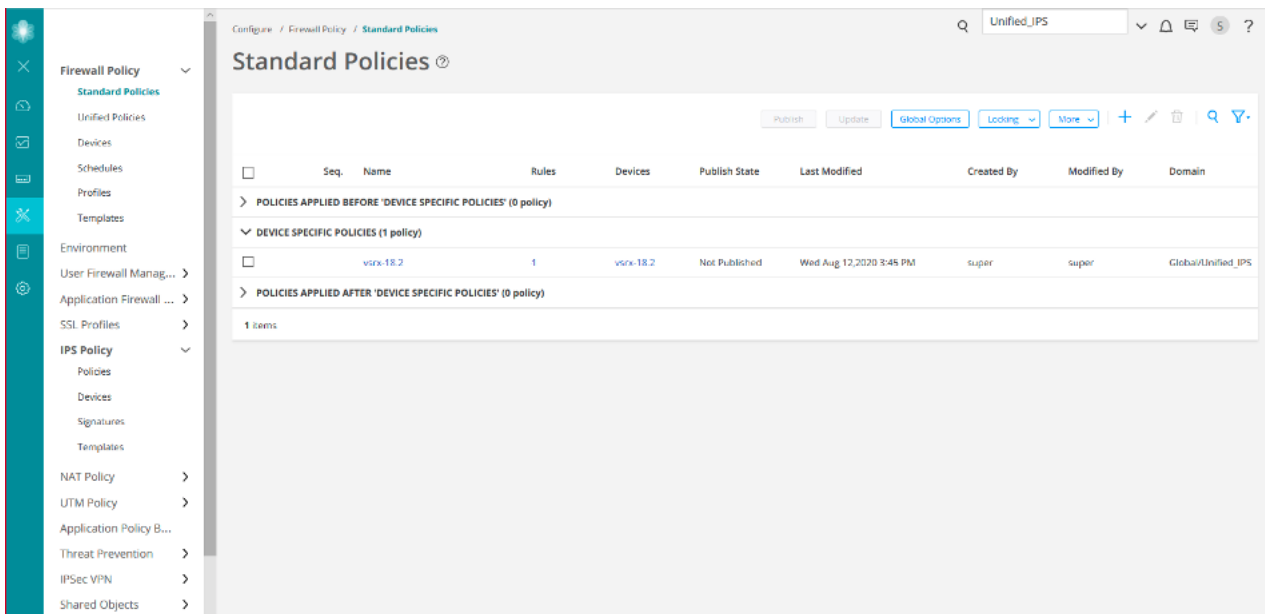 Configure / Firewall Policy / Standard Policies
Unified_IPS
S
?
Standard Policies ?
Firewall Policy
Standard Policies
Unified Policies
Devices
Schedules
Profiles
Templates
Environment
User Firewall Manag...
Application Firewall ...
SSL Profiles
IPS Policy
Policies
Devices
Signatures
Templates
NAT Policy
UTM Policy
Application Policy B...
Threat Prevention
IPSec VPN
Shared Objects
Publish Update Global Options Locking More
Seq. Name Rules Devices Publish State Last Modified Created By Modified By Domain
POLICIES APPLIED BEFORE 'DEVICE SPECIFIC POLICIES' (0 policy)
DEVICE SPECIFIC POLICIES (1 policy)
vsrx-18.2 1 vsrx-18.2 Not Published Wed Aug 12,2020 3:45 PM super super Global/Unified_IPS
POLICIES APPLIED AFTER 'DEVICE SPECIFIC POLICIES' (0 policy)
1 items